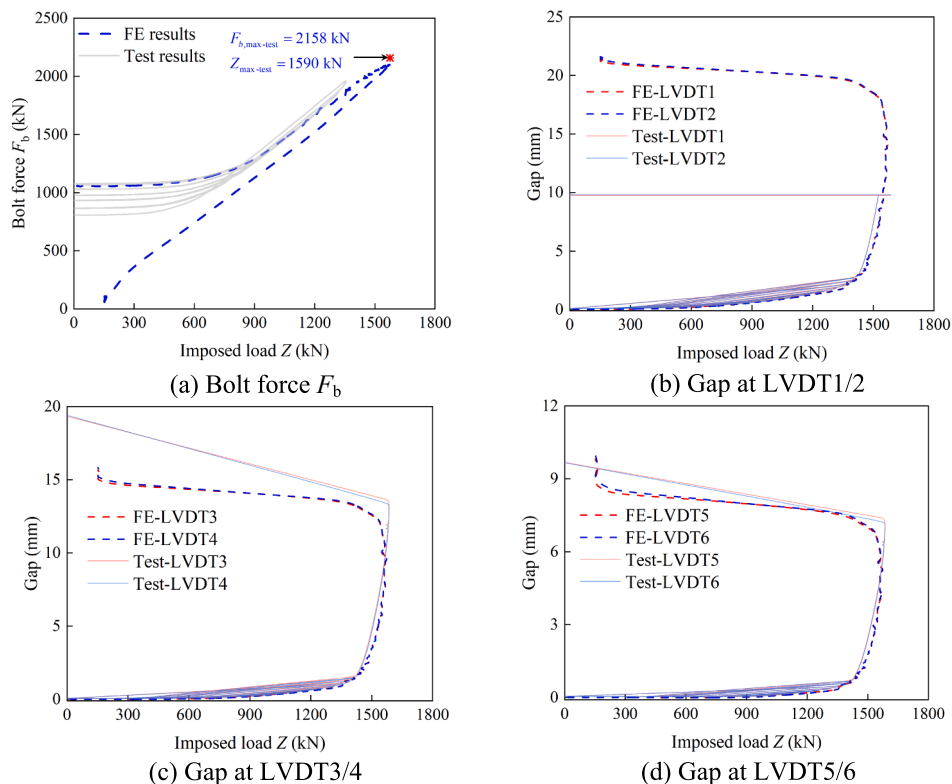 2500
2000
1500
1000
500
0
Bolt force Fb (kN)
FE results
Test results
Fb,max-test = 2158 kN
Zmax-test = 1590 kN
0 300 600 900 1200 1500 1800
Imposed load Z (kN)
(a) Bolt force Fb
25
20
15
10
5
0
Gap (mm)
FE-LVDT1
FE-LVDT2
Test-LVDT1
Test-LVDT2
0 300 600 900 1200 1500 1800
Imposed load Z (kN)
(b) Gap at LVDT1/2
20
15
10
5
0
Gap (mm)
FE-LVDT3
FE-LVDT4
Test-LVDT3
Test-LVDT4
0 300 600 900 1200 1500 1800
Imposed load Z (kN)
(c) Gap at LVDT3/4
12
9
6
3
0
Gap (mm)
FE-LVDT5
FE-LVDT6
Test-LVDT5
Test-LVDT6
0 300 600 900 1200 1500 1800
Imposed load Z (kN)
(d) Gap at LVDT5/6